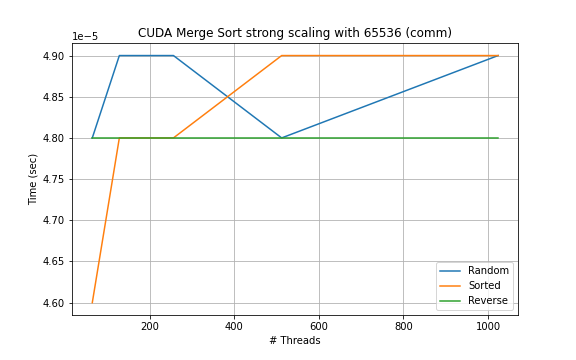 CUDA Merge Sort strong scaling with 65536 (comm)
1e−5
4.90
4.85
4.80
4.75
4.70
4.65
4.60
Time (sec)
200
400
600
800
1000
# Threads
Random
Sorted
Reverse